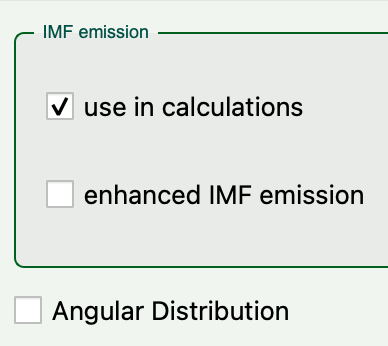 IMF emission
use in calculations
enhanced IMF emission
Angular Distribution